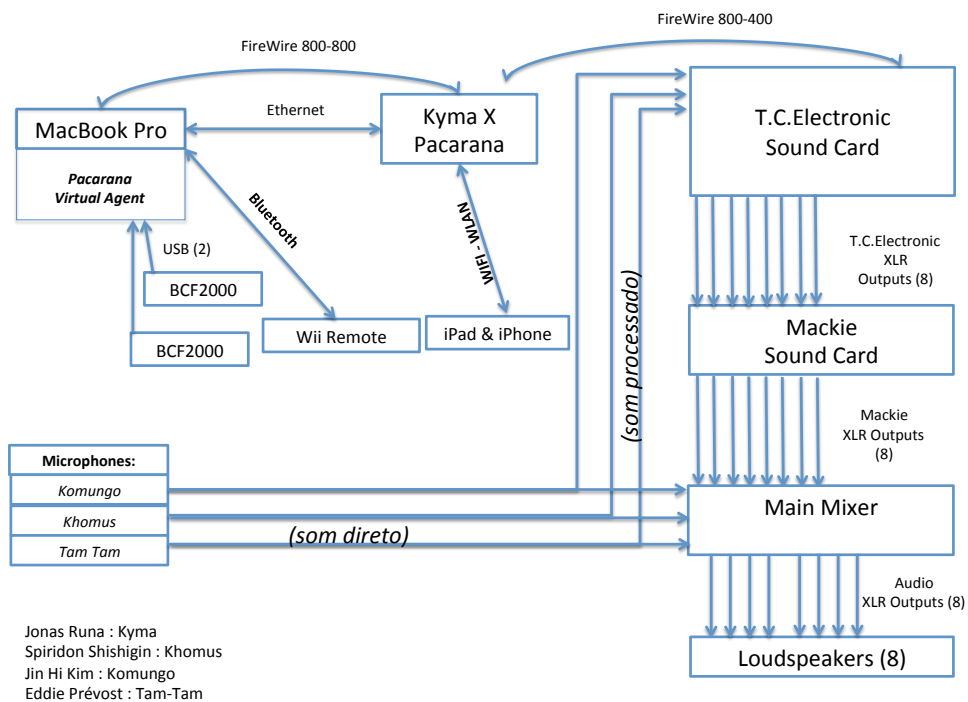 FireWire 800-800
FireWire 800-400
Ethernet
MacBook Pro
Pacarana
Virtual Agent
Kyma X
Pacarana
T.C.Electronic
Sound Card
Bluetooth
WIFI - WLAN
USB (2)
BCF2000
BCF2000
Wii Remote
iPad & iPhone
T.C.Electronic
XLR
Outputs (8)
Mackie
Sound Card
(som processado)
Mackie
XLR Outputs
(8)
Microphones:
Komungo
Khomus
Tam Tam
(som direto)
Main Mixer
Audio
XLR Outputs (8)
Loudspeakers (8)
Jonas Runa : Kyma
Spiridon Shishigin : Khomus
Jin Hi Kim : Komungo
Eddie Prévost : Tam-Tam